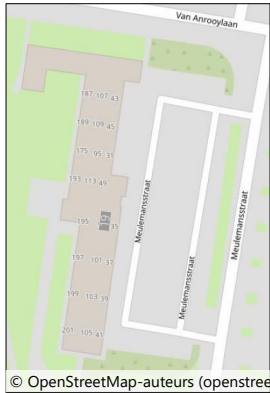 Van Anrooylaan
187 107 43
189 109 45
175 95 31
193 113 49
195 35
197 101 37
199 103 39
201 105 41
Meulemansstraat
Meulemansstraat
Meulemansstraat
© OpenStreetMap-auteurs (openstree